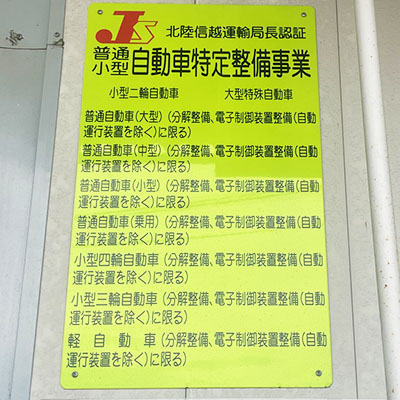 JS 北陸信越運輸局長認証
普通
小型 自動車特定整備事業
小型二輪自動車 大型特殊自動車
普通自動車(大型)(分解整備、電子制御装置整備(自動
運行装置を除く)に限る)
普通自動車(中型)(分解整備、電子制御装置整備(自動
運行装置を除く)に限る)
普通自動車(小型)(分解整備、電子制御装置整備(自動
運行装置を除く)に限る)
普通自動車(乗用)(分解整備、電子制御装置整備(自動
運行装置を除く)に限る)
小型四輪自動車(分解整備、電子制御装置整備(自動
運行装置を除く)に限る)
小型三輪自動車(分解整備、電子制御装置整備(自動
運行装置を除く)に限る)
軽自動車(分解整備、電子制御装置整備(自動
運行装置を除く)に限る)